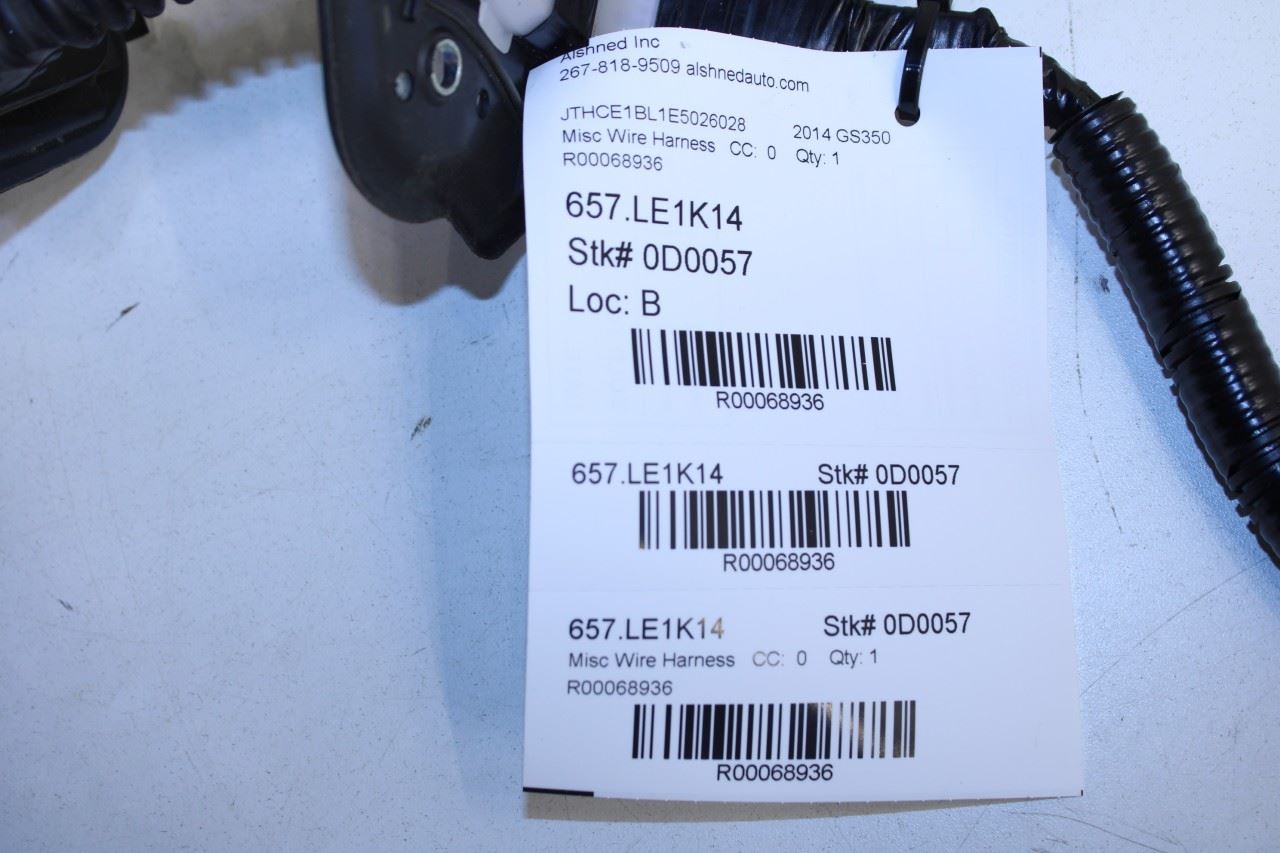 Alshned Inc
267-818-9509 alshnedauto.com
JTHCE1BL1E5026028 2014 GS350
Misc Wire Harness CC: 0 Qty: 1
R00068936
657.LE1K14
Stk# 0D0057
Loc: B
R00068936
657.LE1K14 Stk# 0D0057
R00068936
657.LE1K14 Stk# 0D0057
Misc Wire Harness CC: 0 Qty: 1
R00068936
R00068936